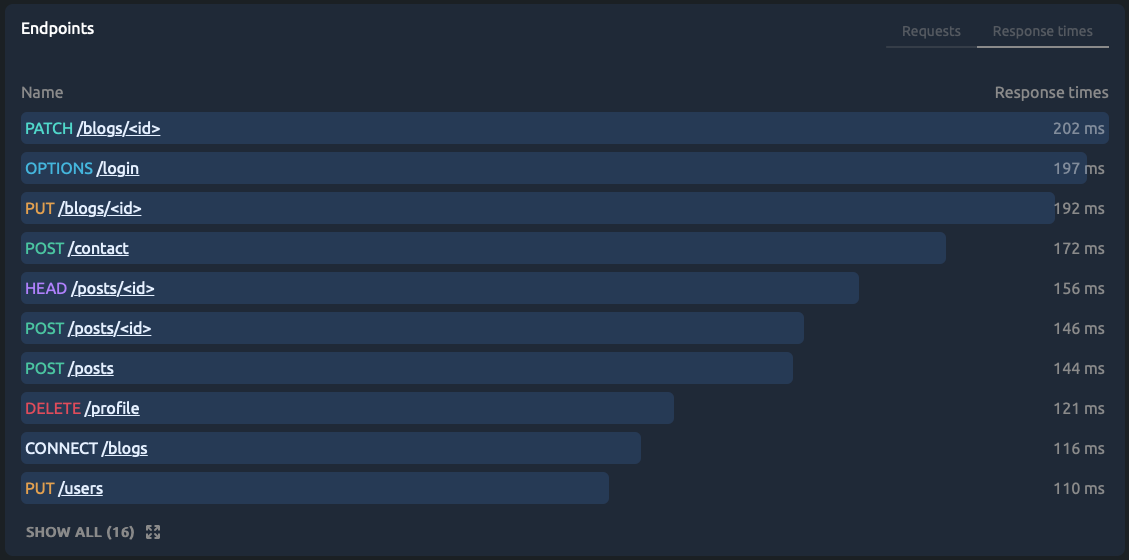 Endpoints
Requests Response times
Name Response times
PATCH /blogs/<id> 202 ms
OPTIONS /login 197 ms
PUT /blogs/<id> 192 ms
POST /contact 172 ms
HEAD /posts/<id> 156 ms
POST /posts/<id> 146 ms
POST /posts 144 ms
DELETE /profile 121 ms
CONNECT /blogs 116 ms
PUT /users 110 ms
SHOW ALL (16)